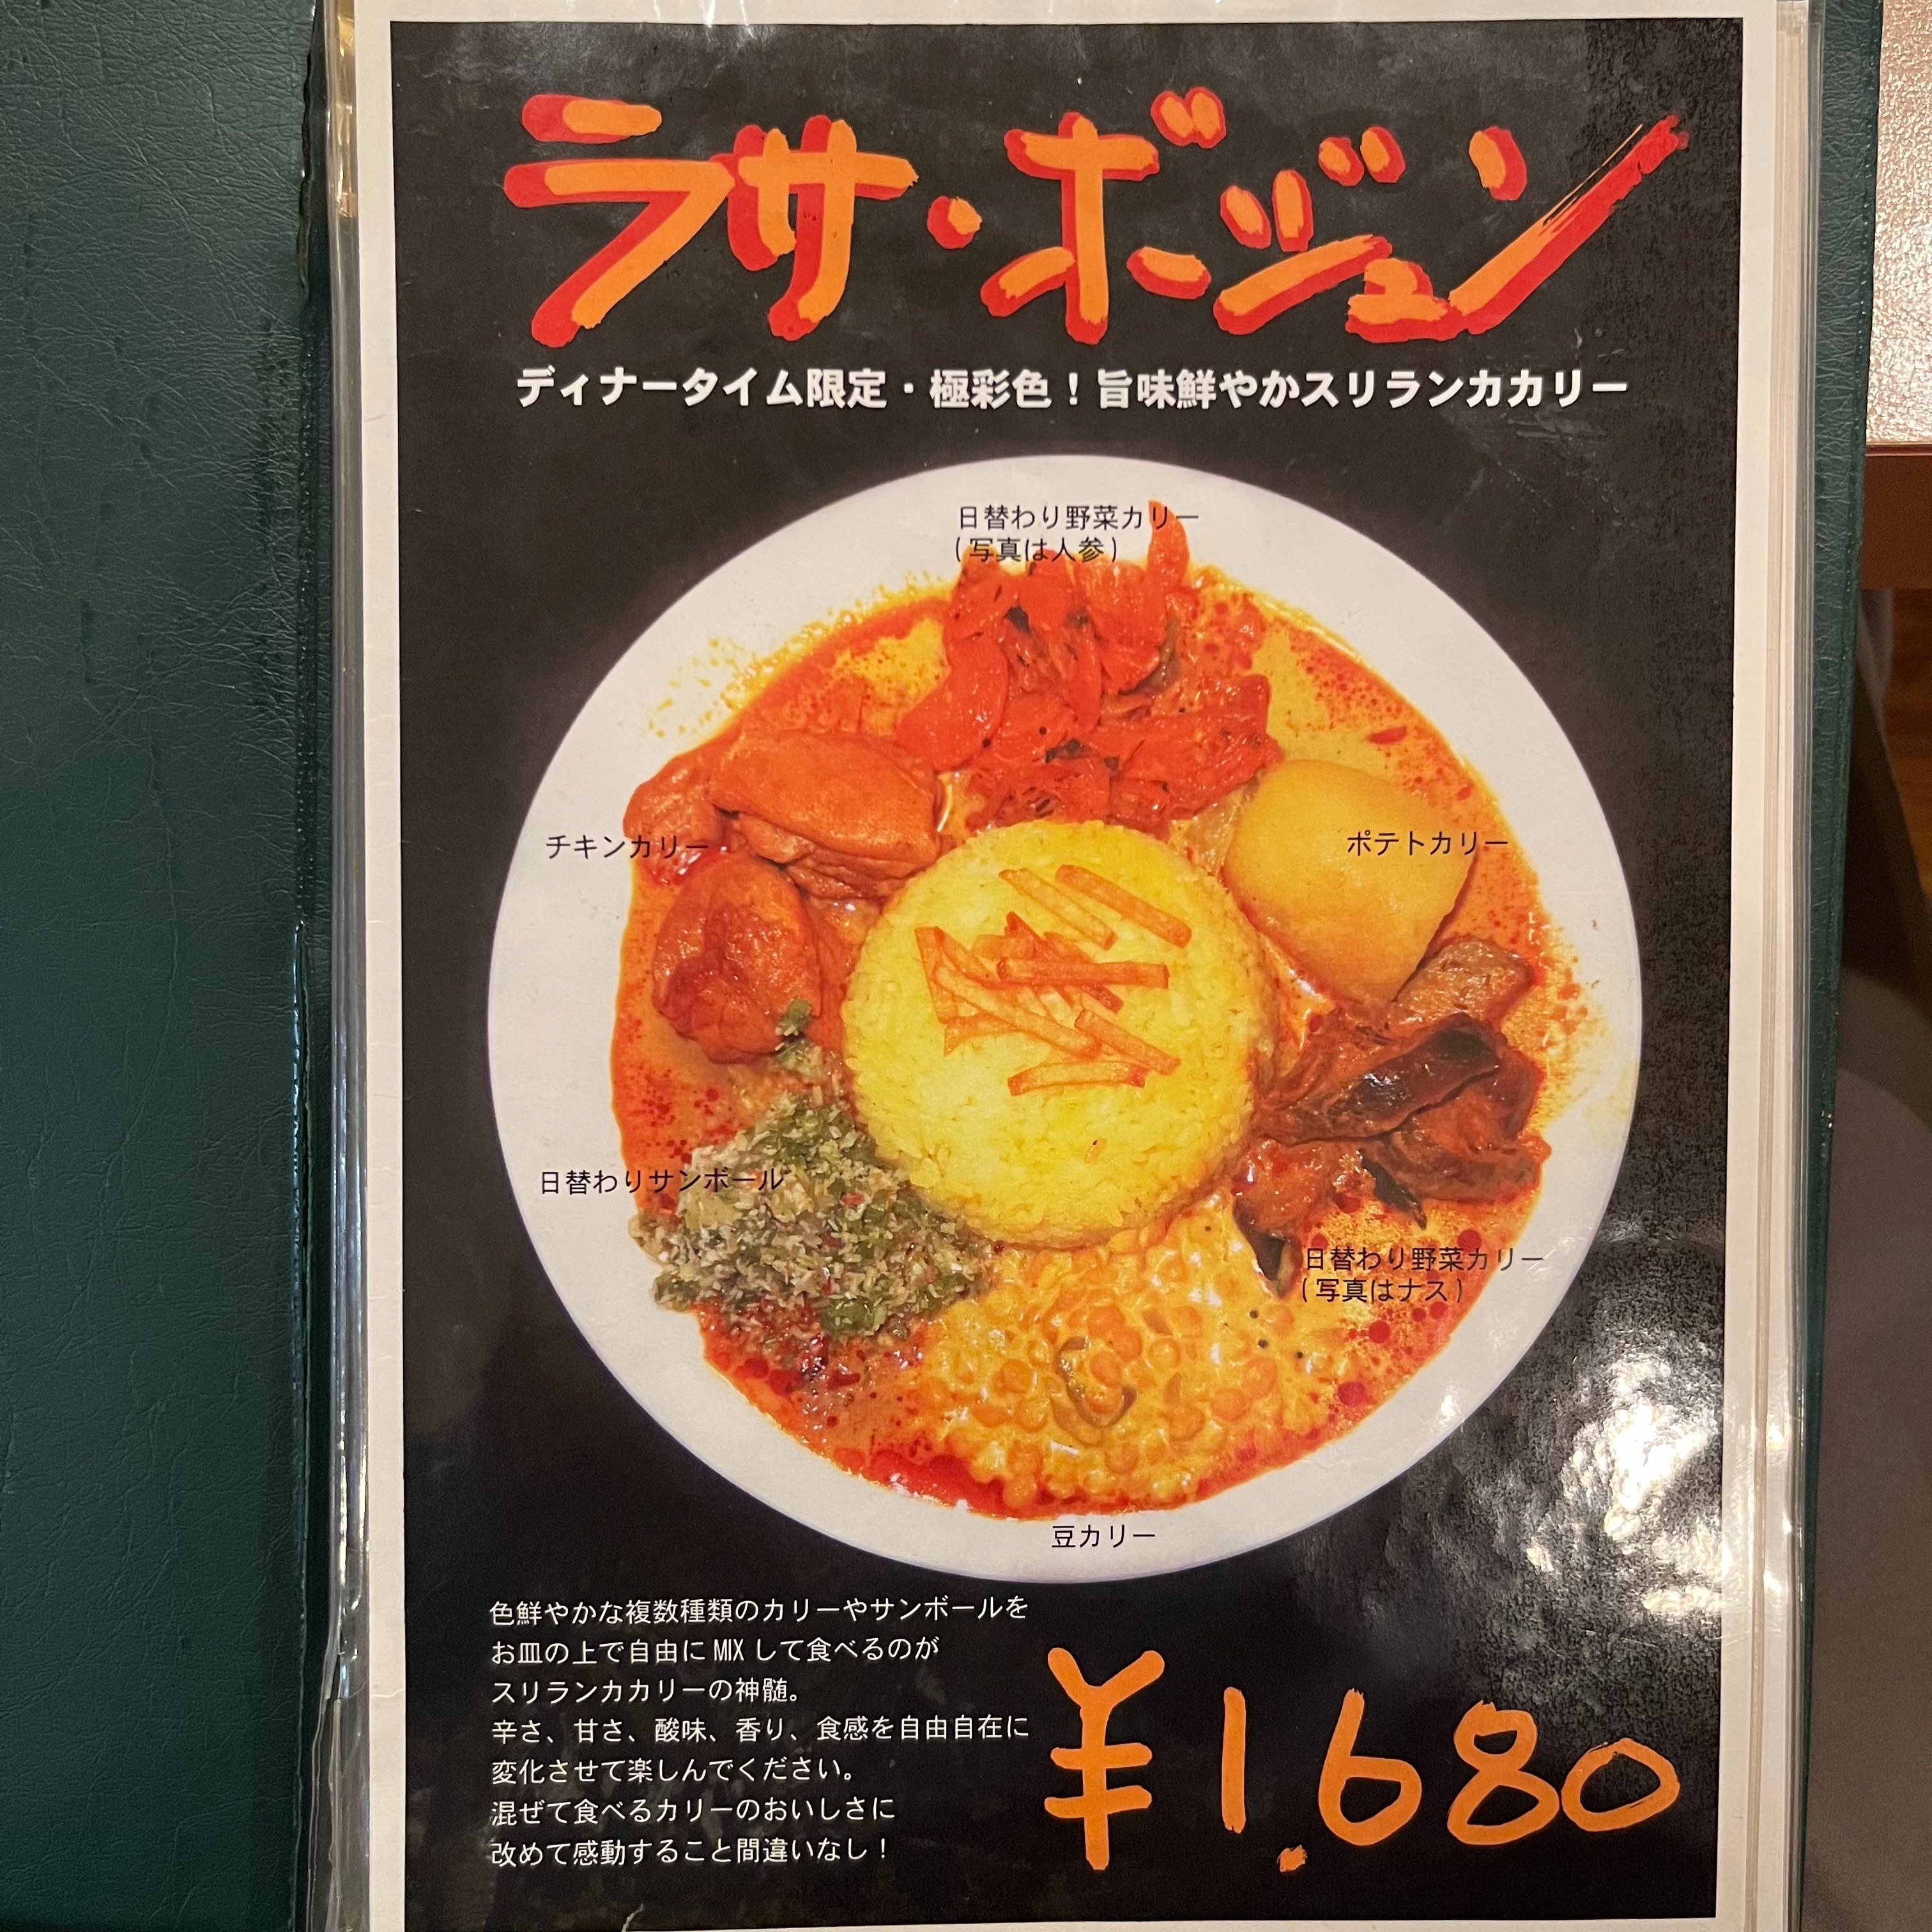 ラサ・ボジュン
ディナータイム限定・極彩色！旨味鮮やかスリランカカリー
日替わり野菜カリー
(写真は人参)
チキンカリー
ポテトカリー
日替わりサンボール
日替わり野菜カリー
(写真はナス)
豆カリー
色鮮やかな複数種類のカリーやサンボールを
お皿の上で自由に MIX して食べるのが
スリランカカリーの神髄。
辛さ、甘さ、酸味、香り、食感を自由自在に
変化させて楽しんでください。
混ぜて食べるカリーのおいしさに
改めて感動すること間違いなし！
¥1.680